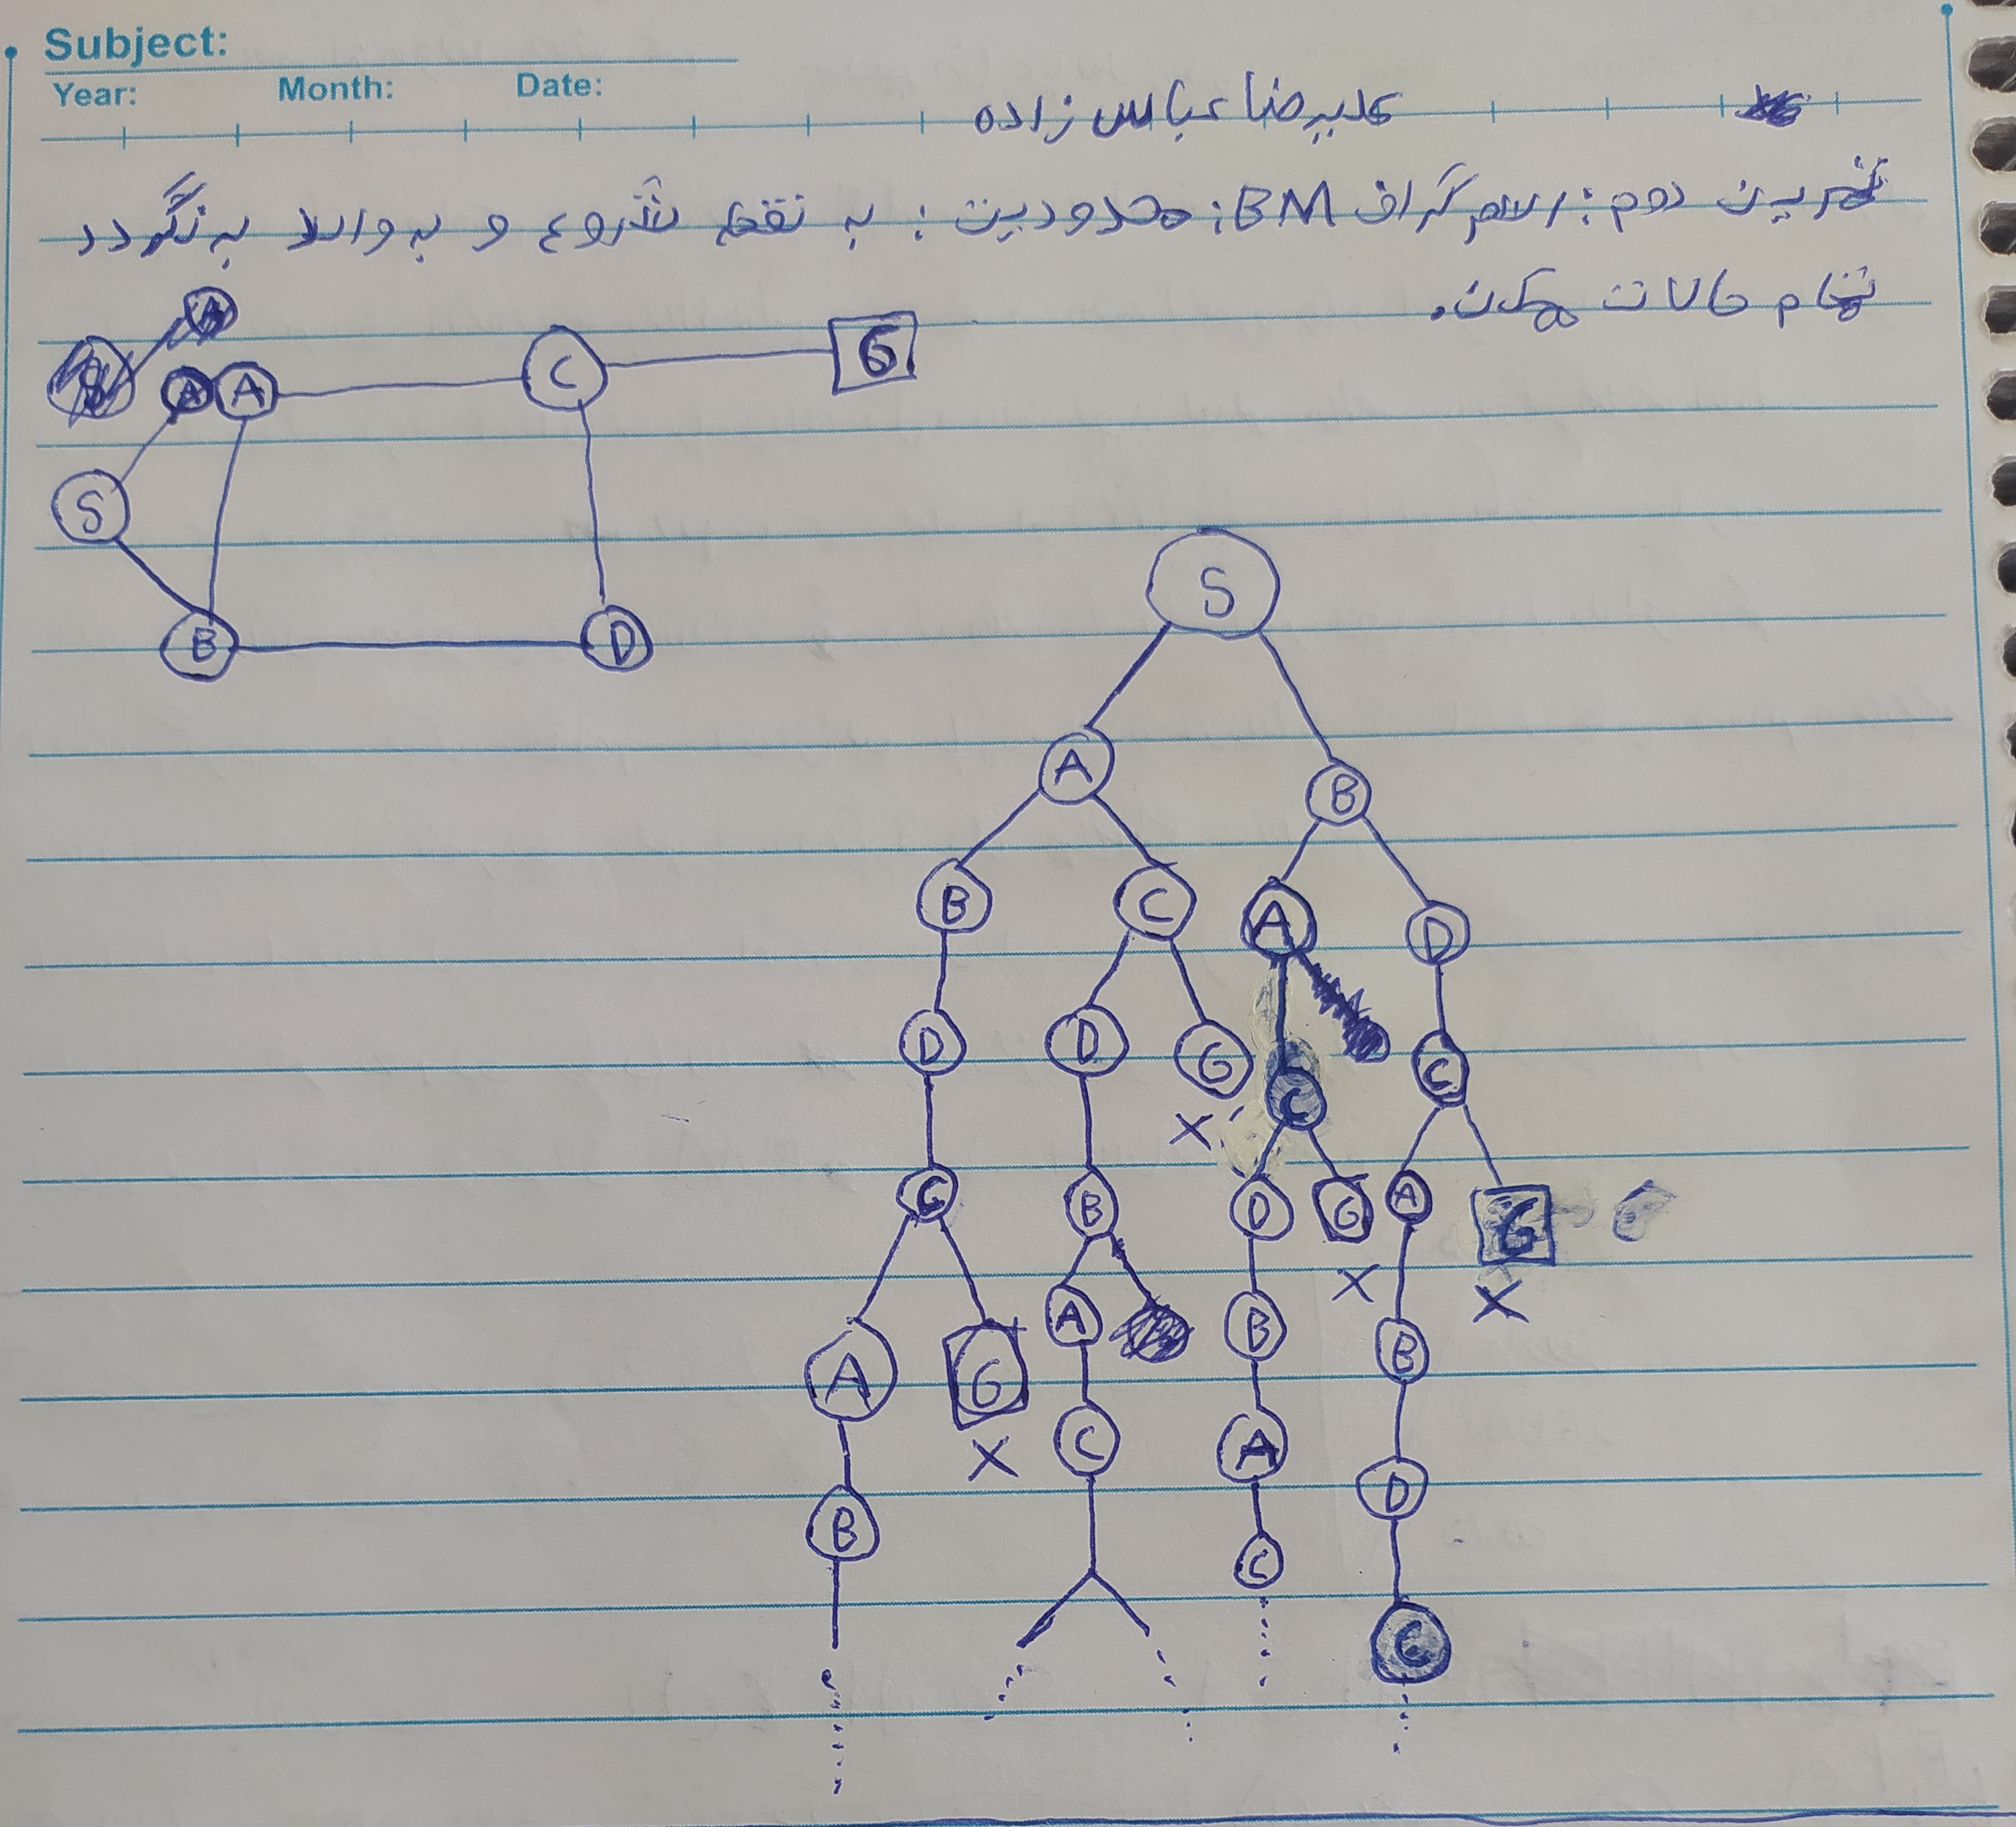 Subject:
Year: Month: Date:
علیرضا عباس زاده
تمرین دوم: رسم گراف BM: محدودیت: به نقطه شروع و به والد برنگردد
تمام حالات ممکن.
A A C G
S
B D
S
A B
B C A D
D D G C C
X
C B D G A G
X X
A G A B B
X
C A D
B C C